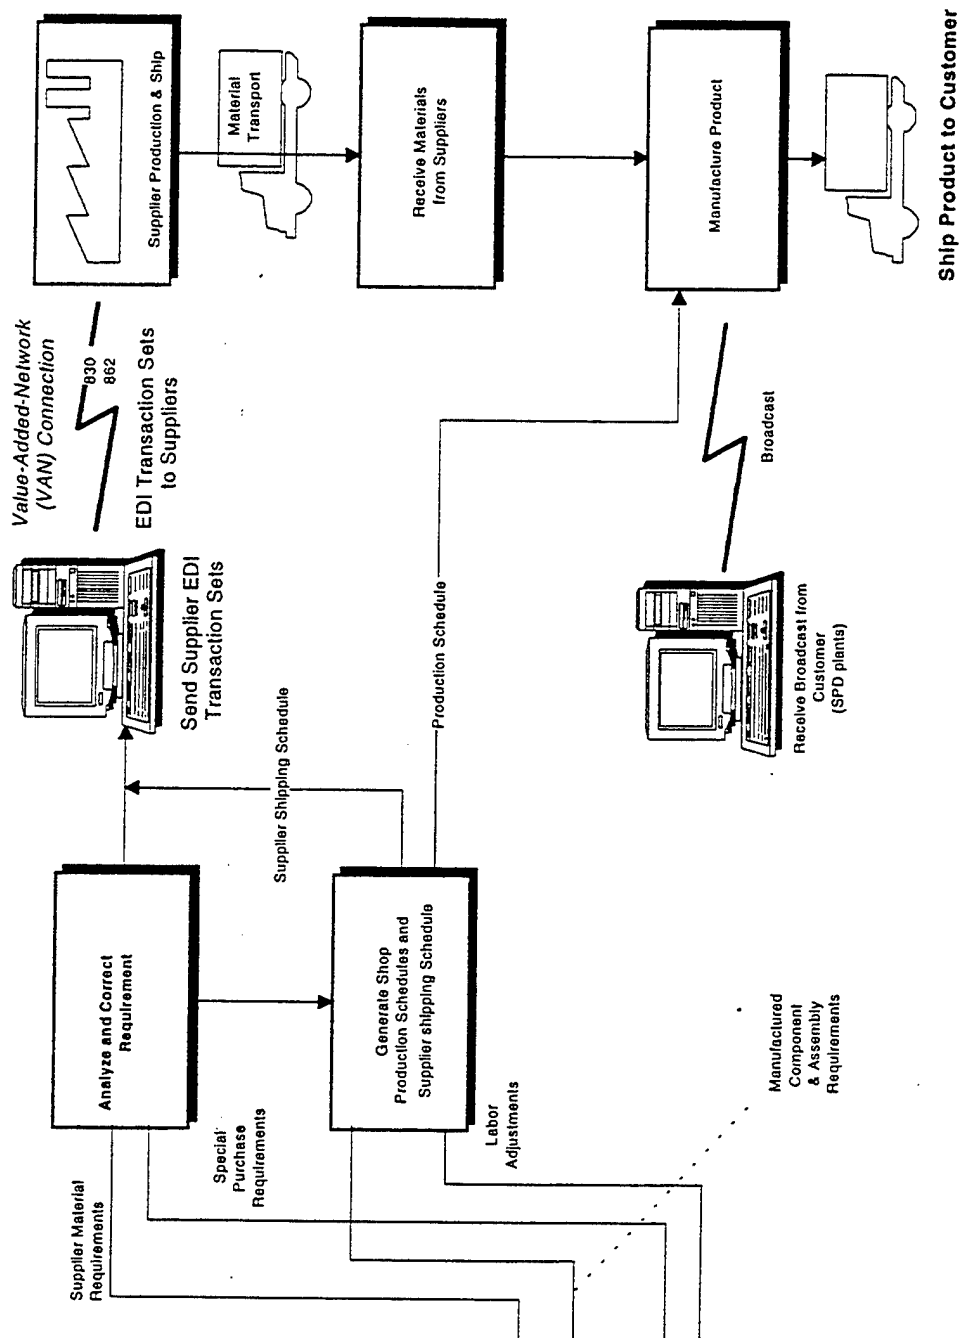 Supplier Material
Requirements
Special
Purchase
Requirements
Analyze and Correct
Requirement
Labor
Adjustments
Generate Shop
Production Schedules and
Supplier shipping Schedule
Manufactured
Component
& Assembly
Requirements
Supplier Shipping Schedule
Production Schedule
Send Supplier EDI
Transaction Sets
Receive Broadcast from
Customer
(SPD plants)
Value-Added-Network
(VAN) Connection
830
862
EDI Transaction Sets
to Suppliers
Broadcast
Supplier Production & Ship
Material
Transport
Receive Materials
from Suppliers
Manufacture Product
Ship Product to Customer